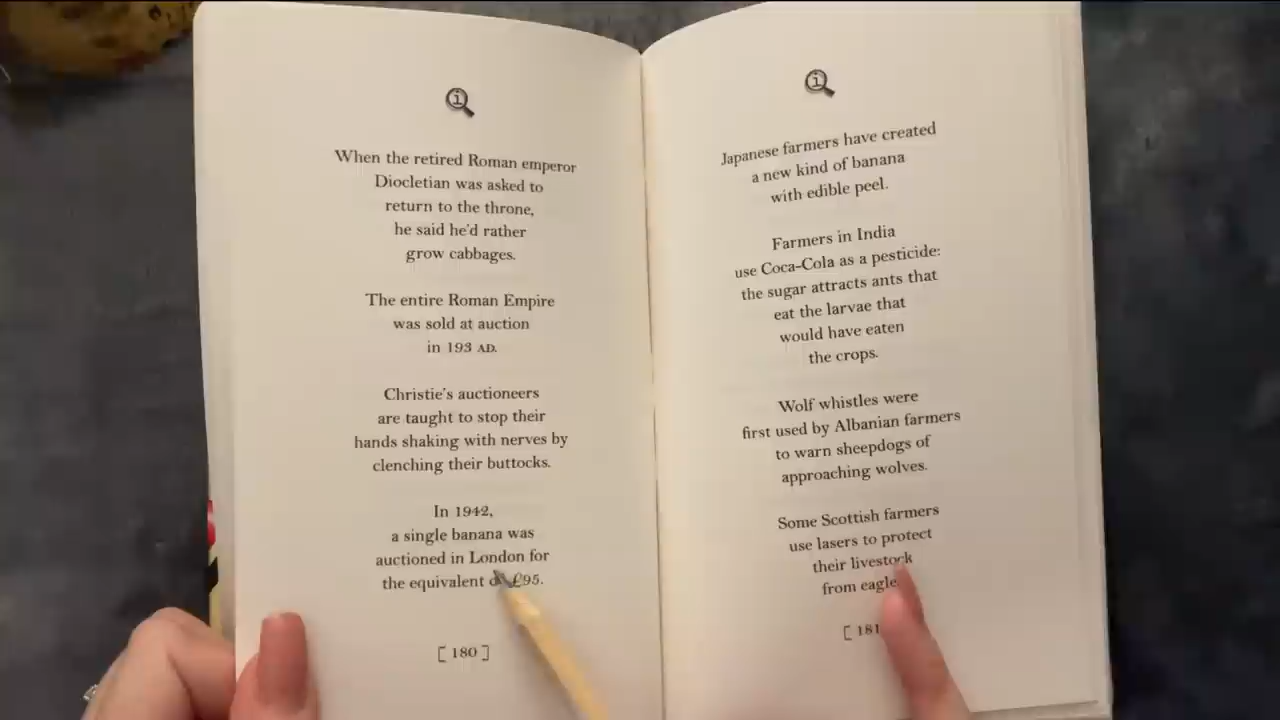 When the retired Roman emperor
Diocletian was asked to
return to the throne,
he said he'd rather
grow cabbages.
The entire Roman Empire
was sold at auction
in 193 AD.
Christie's auctioneers
are taught to stop their
hands shaking with nerves by
clenching their buttocks.
In 1942,
a single banana was
auctioned in London for
the equivalent of £95.
[ 180 ]
Japanese farmers have created
a new kind of banana
with edible peel.
Farmers in India
use Coca-Cola as a pesticide:
the sugar attracts ants that
eat the larvae that
would have eaten
the crops.
Wolf whistles were
first used by Albanian farmers
to warn sheepdogs of
approaching wolves.
Some Scottish farmers
use lasers to protect
their livestock
from eagle
[ 181